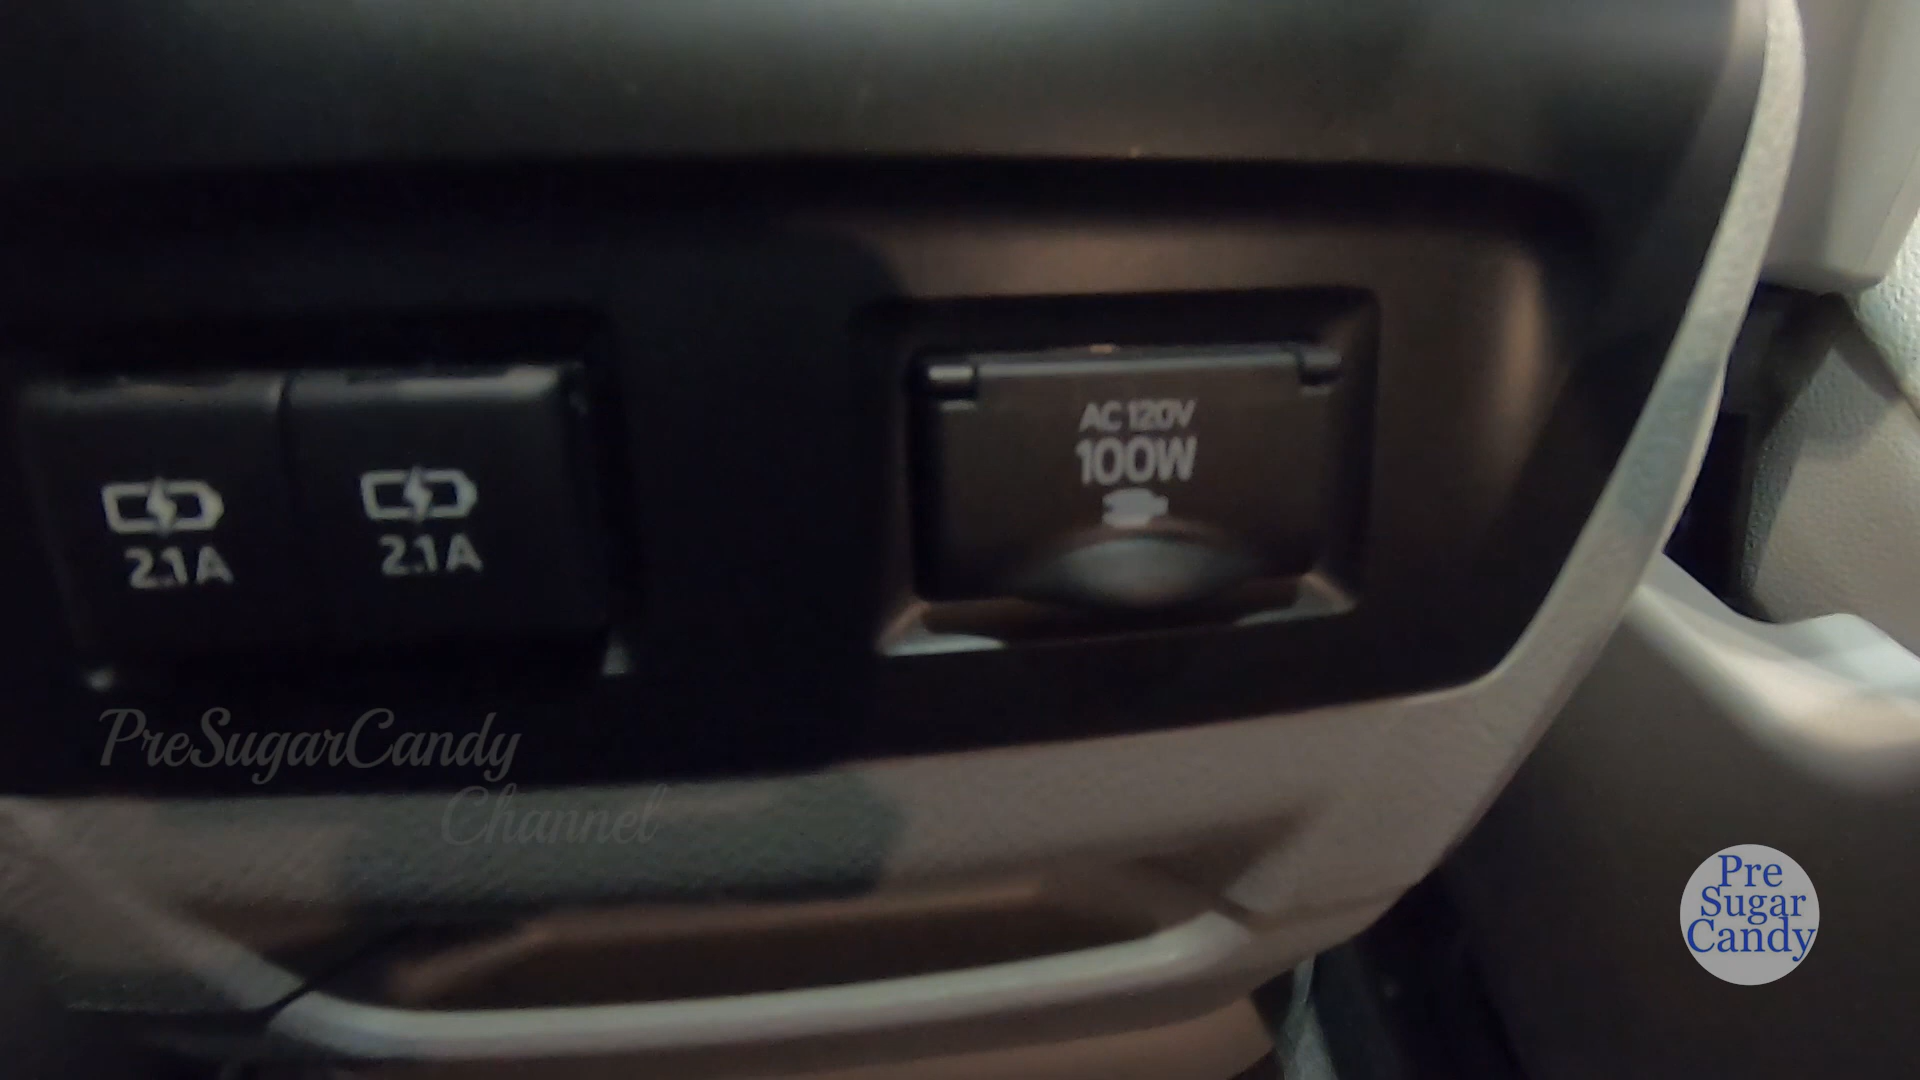 AC 120V
100W
2.1A
2.1A
PreSugarCandy
Channel
Pre
Sugar
Candy